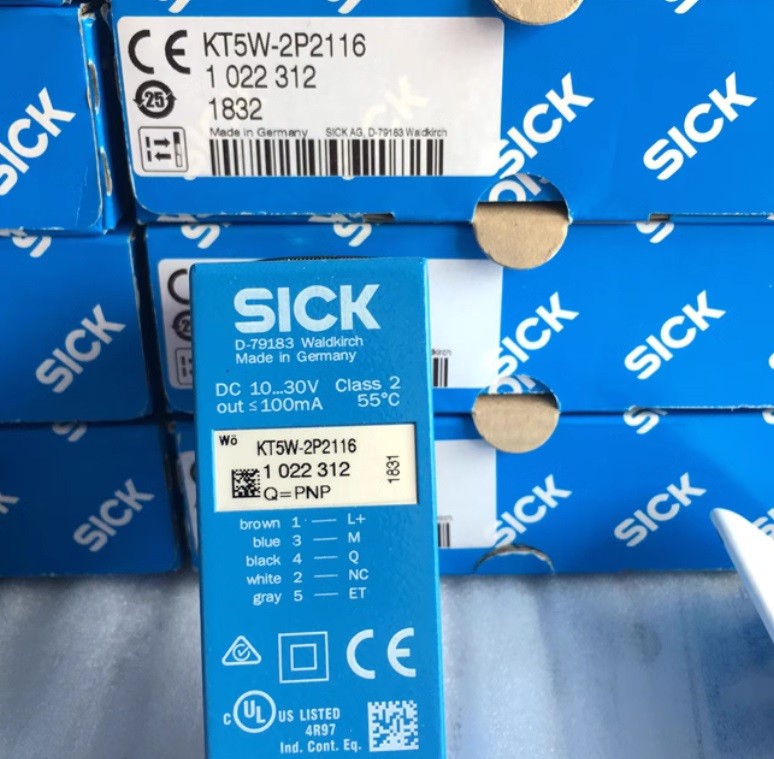 SICK
KT5W-2P2116
1 022 312
1832
25
Made in Germany SICK AG, D-79183 Waldkirch
SICK
SICK
SICK
SICK
SICK
SICK
SICK
SICK
SICK
D-79183 Waldkirch
Made in Germany
DC 10...30V Class 2
out ≤100mA 55°C
Wö
KT5W-2P2116
1 022 312
Q=PNP
1831
brown 1 — L+
blue 3 — M
black 4 — Q
white 2 — NC
gray 5 — ET
CE
C UL US LISTED
4R97
Ind. Cont. Eq.